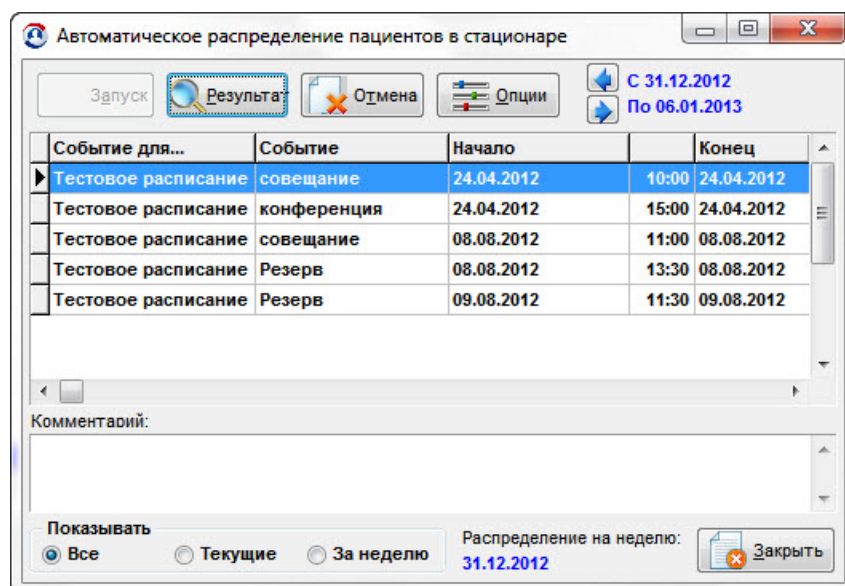 Автоматическое распределение пациентов в стационаре
Запуск Результат Отмена Опции С 31.12.2012
По 06.01.2013
Событие для... Событие Начало Конец
Тестовое расписание совещание 24.04.2012 10:00 24.04.2012
Тестовое расписание конференция 24.04.2012 15:00 24.04.2012
Тестовое расписание совещание 08.08.2012 11:00 08.08.2012
Тестовое расписание Резерв 08.08.2012 13:30 08.08.2012
Тестовое расписание Резерв 09.08.2012 11:30 09.08.2012
Комментарий:
Показывать
Все Текущие За неделю
Распределение на неделю:
31.12.2012
Закрыть